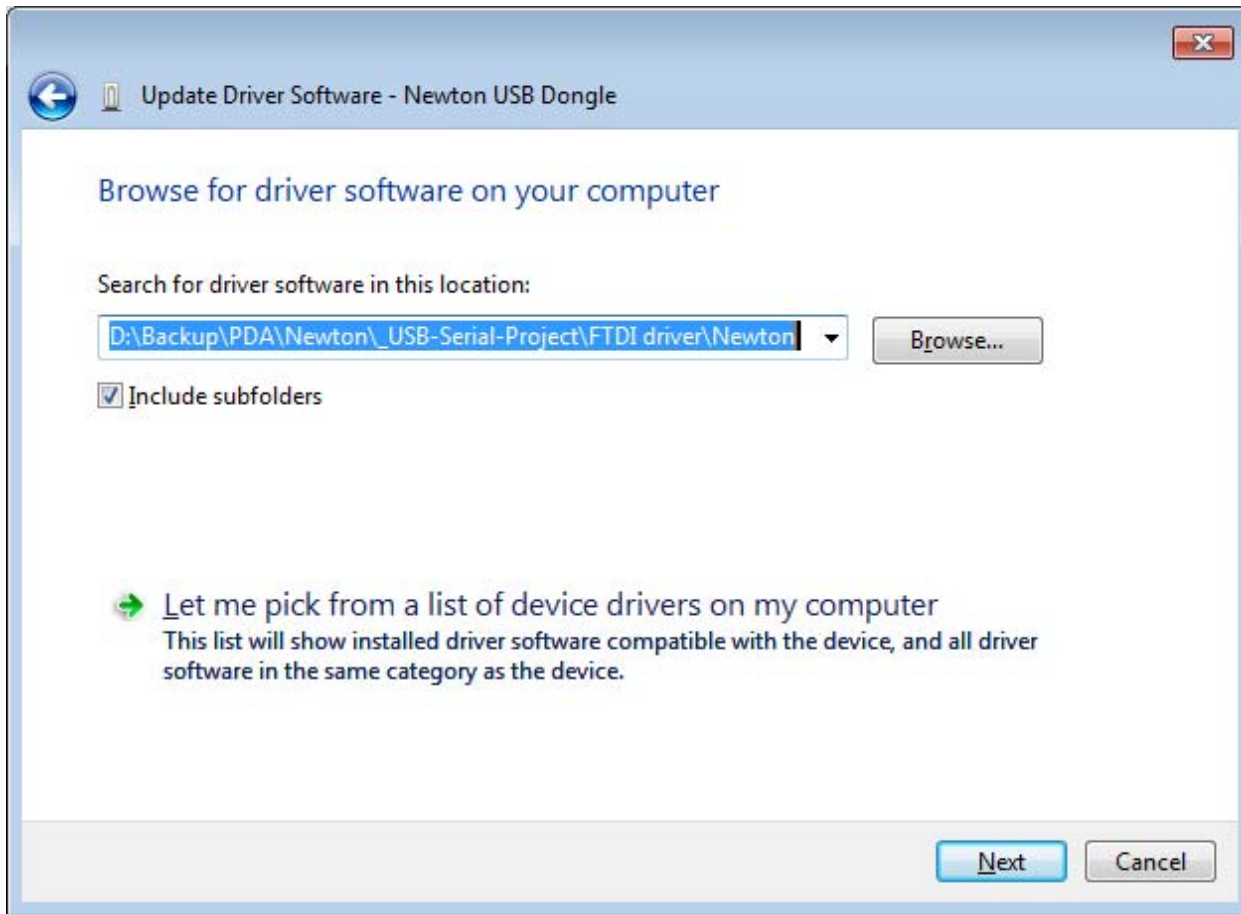 Update Driver Software - Newton USB Dongle
Browse for driver software on your computer
Search for driver software in this location:
D:\Backup\PDA\Newton\_USB-Serial-Project\FTDI driver\Newton
Browse...
Include subfolders
Let me pick from a list of device drivers on my computer
This list will show installed driver software compatible with the device, and all driver
software in the same category as the device.
Next
Cancel